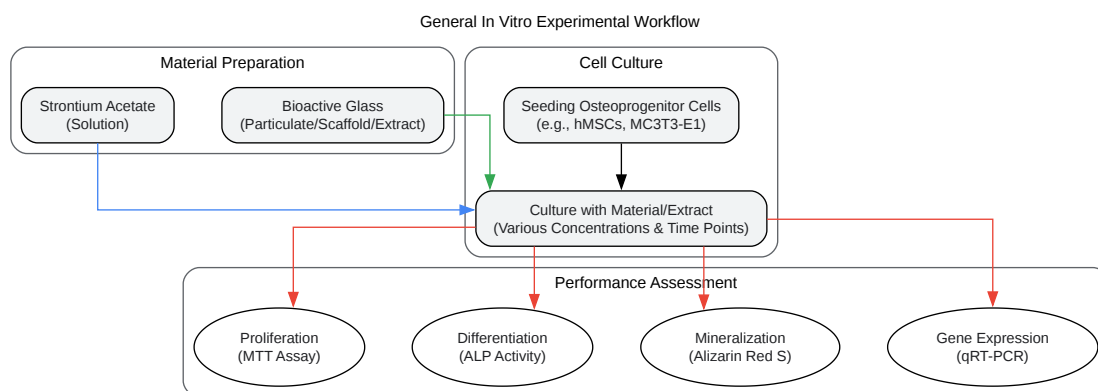 General In Vitro Experimental Workflow
Material Preparation
Cell Culture
Strontium Acetate
(Solution)
Bioactive Glass
(Particulate/Scaffold/Extract)
Seeding Osteoprogenitor Cells
(e.g., hMSCs, MC3T3-E1)
Culture with Material/Extract
(Various Concentrations & Time Points)
Performance Assessment
Proliferation
(MTT Assay)
Differentiation
(ALP Activity)
Mineralization
(Alizarin Red S)
Gene Expression
(qRT-PCR)